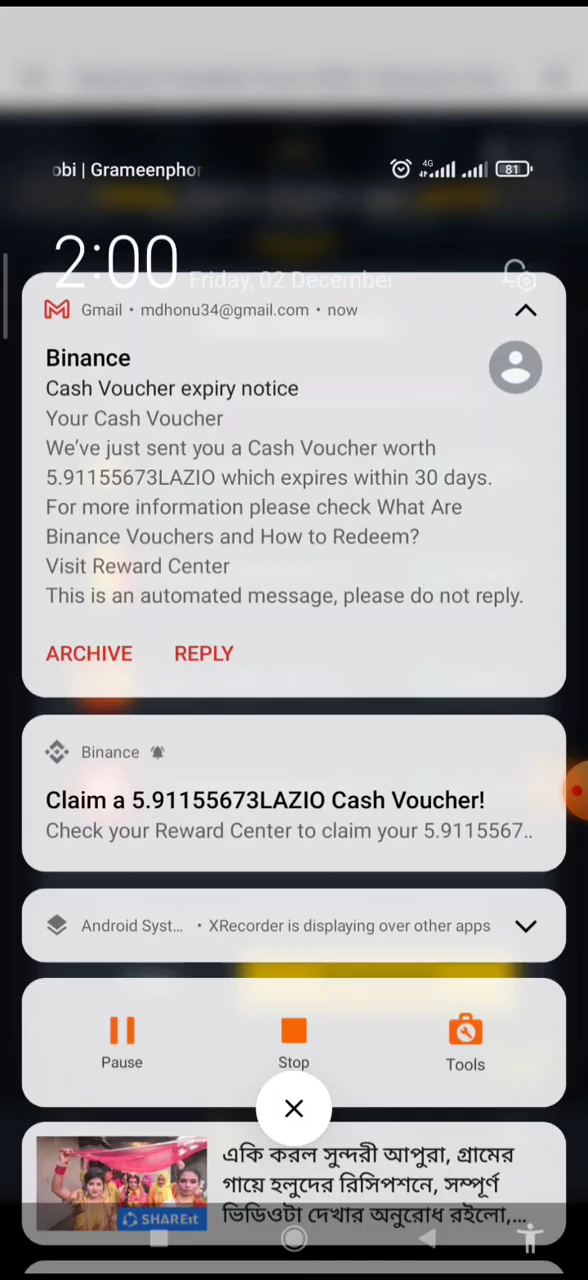 obi | Grameenphon
4G
81
2:00
Friday, 02 December
Gmail • mdhonu34@gmail.com • now
Binance
Cash Voucher expiry notice
Your Cash Voucher
We've just sent you a Cash Voucher worth
5.91155673LAZIO which expires within 30 days.
For more information please check What Are
Binance Vouchers and How to Redeem?
Visit Reward Center
This is an automated message, please do not reply.
ARCHIVE REPLY
Binance
Claim a 5.91155673LAZIO Cash Voucher!
Check your Reward Center to claim your 5.9115567..
Android Syst... • XRecorder is displaying over other apps
Pause Stop Tools
একি করল সুন্দরী আপুরা, গ্রামের
গায়ে হলুদের রিসিপশনে, সম্পূর্ণ
ভিডিওটা দেখার অনুরোধ রইলো,...
SHAREit